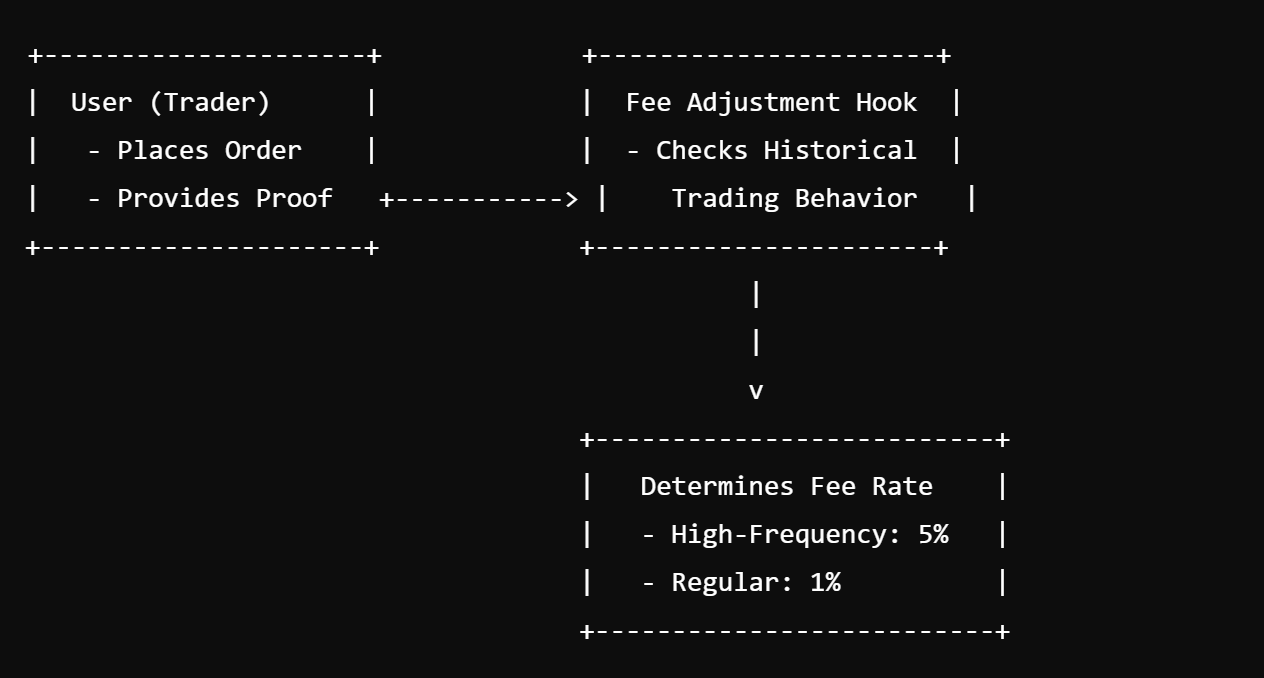 User (Trader)
- Places Order
- Provides Proof
Fee Adjustment Hook
- Checks Historical
Trading Behavior
Determines Fee Rate
- High-Frequency: 5%
- Regular: 1%